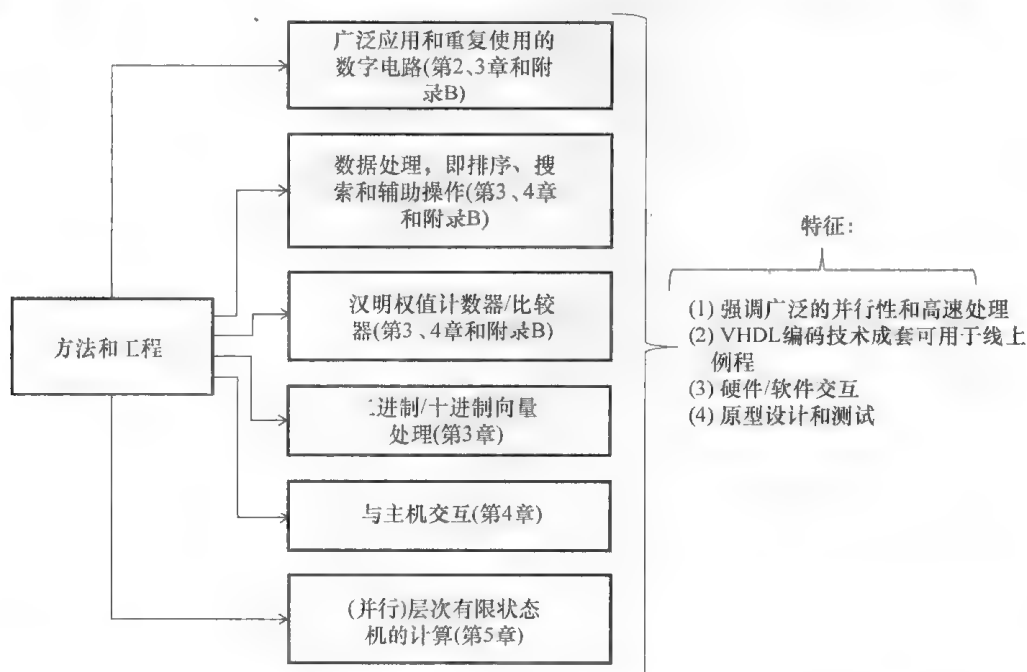 广泛应用和重复使用的
数字电路(第2、3章和附
录B)
数据处理，即排序、搜
索和辅助操作(第3、4章
和附录B)
汉明权值计数器/比较
器(第3、4章和附录B)
方法和工程
二进制/十进制向量
处理(第3章)
与主机交互(第4章)
(并行)层次有限状态
机的计算(第5章)
特征:
(1) 强调广泛的并行性和高速处理
(2) VHDL编码技术成套可用于线上
例程
(3) 硬件/软件交互
(4) 原型设计和测试